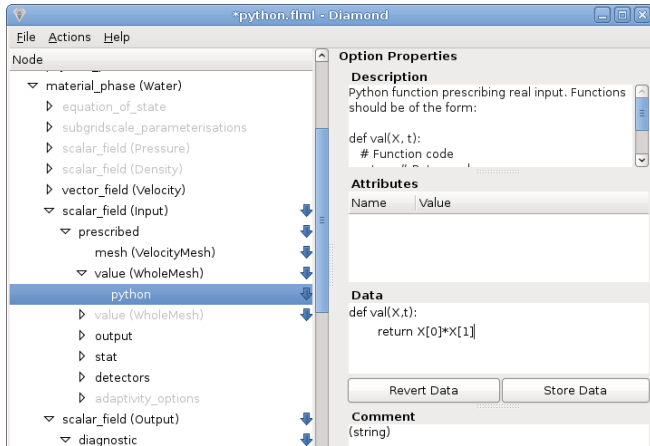 *python.flml - Diamond
File Actions Help
Node
material_phase (Water)
equation_of_state
subgridscale_parameterisations
scalar_field (Pressure)
scalar_field (Density)
vector_field (Velocity)
scalar_field (Input)
prescribed
mesh (VelocityMesh)
value (WholeMesh)
python
value (WholeMesh)
output
stat
detectors
adaptivity_options
scalar_field (Output)
diagnostic
Option Properties
Description
Python function prescribing real input. Functions
should be of the form:
def val(X, t):
# Function code
Attributes
Name Value
Data
def val(X,t):
return X[0]*X[1]
Revert Data Store Data
Comment
(string)